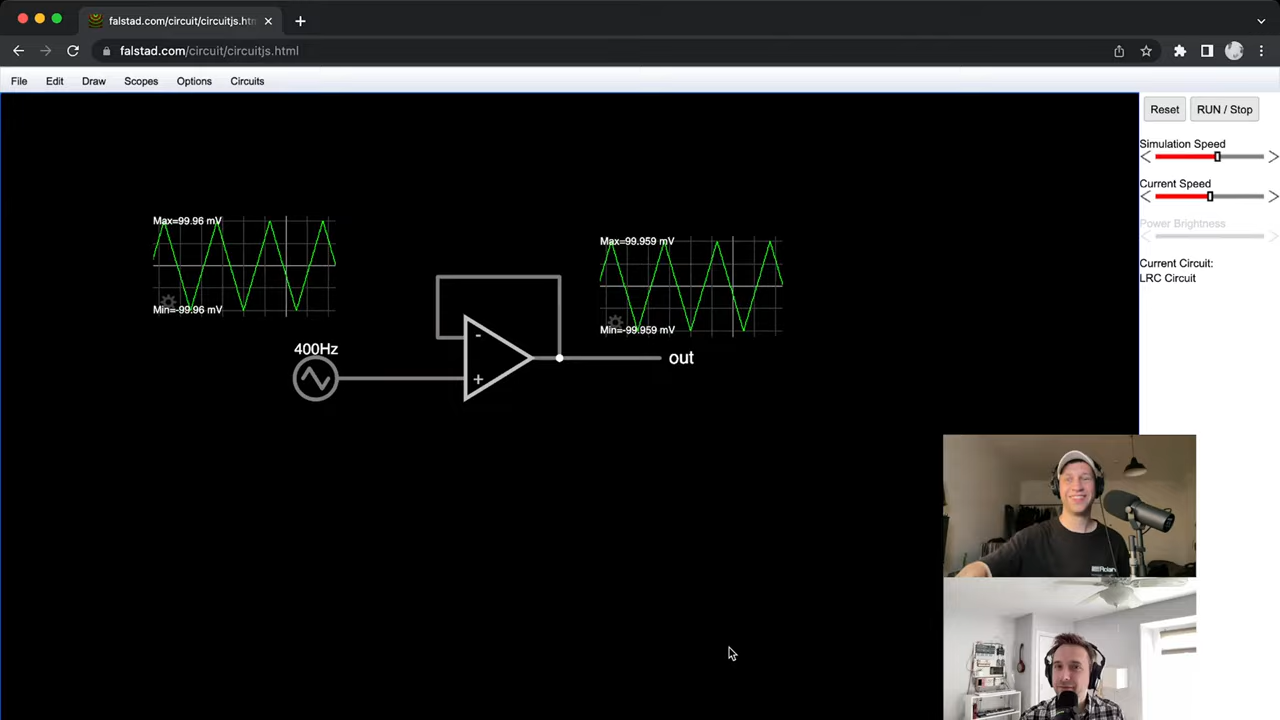 falstad.com/circuit/circuitjs.htm
falstad.com/circuit/circuitjs.html
File Edit Draw Scopes Options Circuits
Reset RUN / Stop
Simulation Speed
Current Speed
Power Brightness
Current Circuit:
LRC Circuit
Max=99.96 mV
Min=-99.96 mV
Max=99.959 mV
Min=-99.959 mV
400Hz
-
+
out
Roland